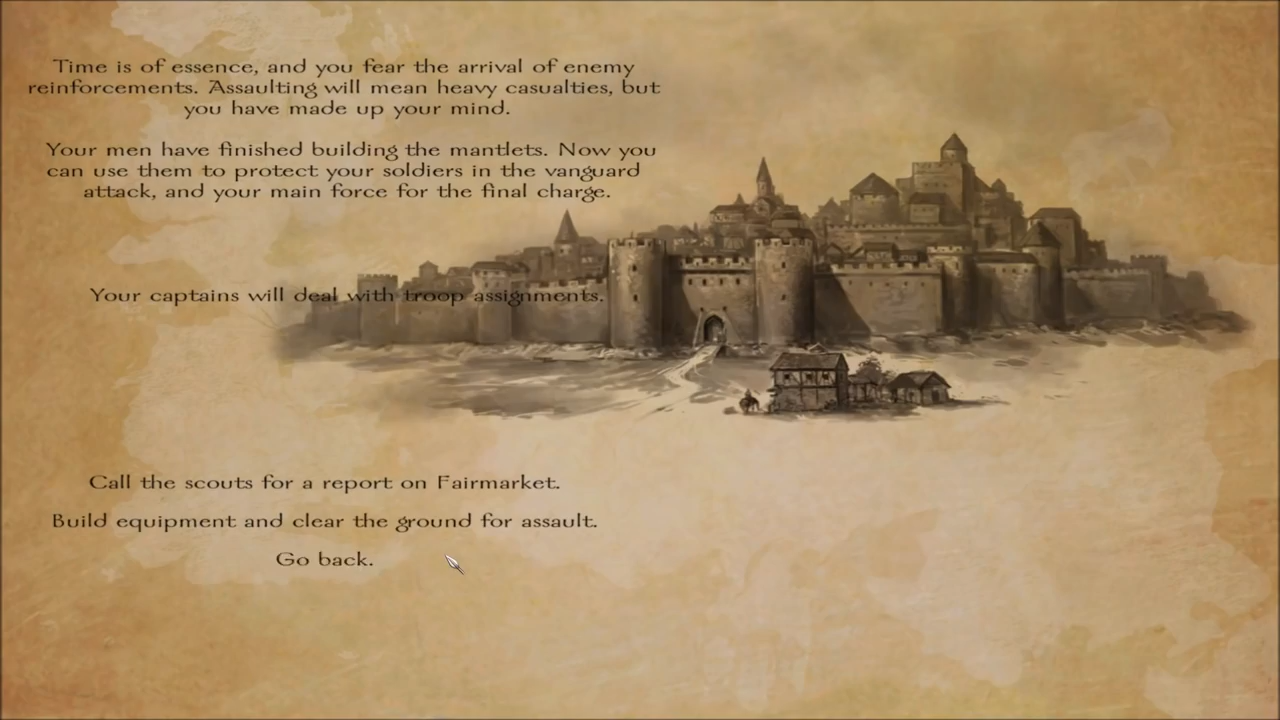 Time is of essence, and you fear the arrival of enemy
reinforcements. Assaulting will mean heavy casualties, but
you have made up your mind.
Your men have finished building the mantlets. Now you
can use them to protect your soldiers in the vanguard
attack, and your main force for the final charge.
Your captains will deal with troop assignments.
Call the scouts for a report on Fairmarket.
Build equipment and clear the ground for assault.
Go back.